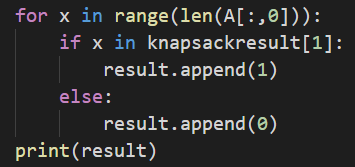 for x in range(len(A[:,0])):
    if x in knapsackresult[1]:
        result.append(1)
    else:
        result.append(0)
print(result)